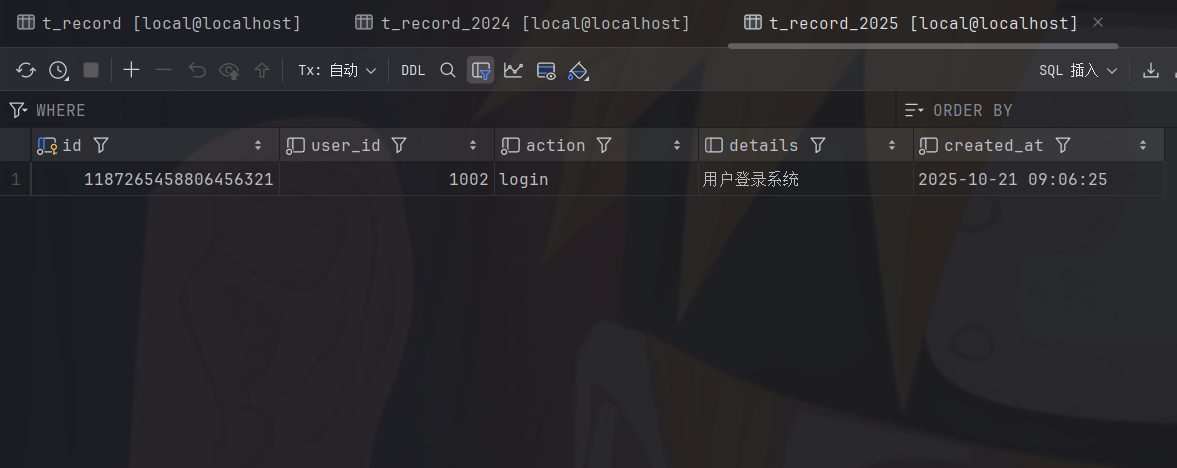 t_record [local@localhost] t_record_2024 [local@localhost] t_record_2025 [local@localhost]
Tx: 自动 DDL SQL 插入
WHERE ORDER BY
id user_id action details created_at
1 1187265458806456321 1002 login 用户登录系统 2025-10-21 09:06:25